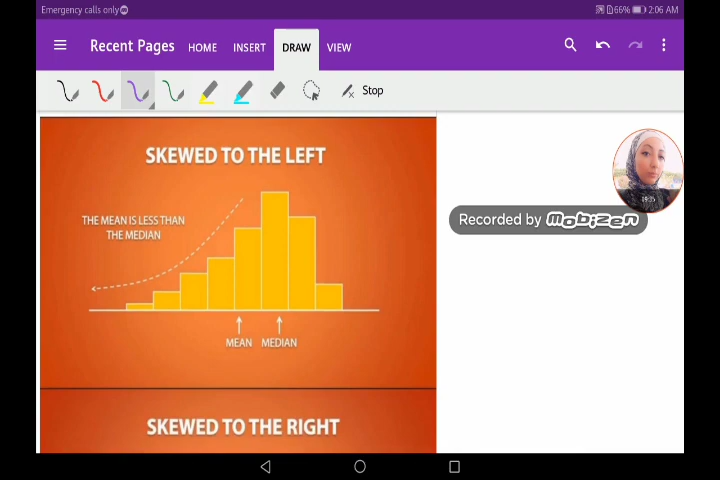 Emergency calls only
66% 2:06 AM
Recent Pages HOME INSERT DRAW VIEW
Stop
SKEWED TO THE LEFT
THE MEAN IS LESS THAN
THE MEDIAN
MEAN MEDIAN
SKEWED TO THE RIGHT
Recorded by mobizen